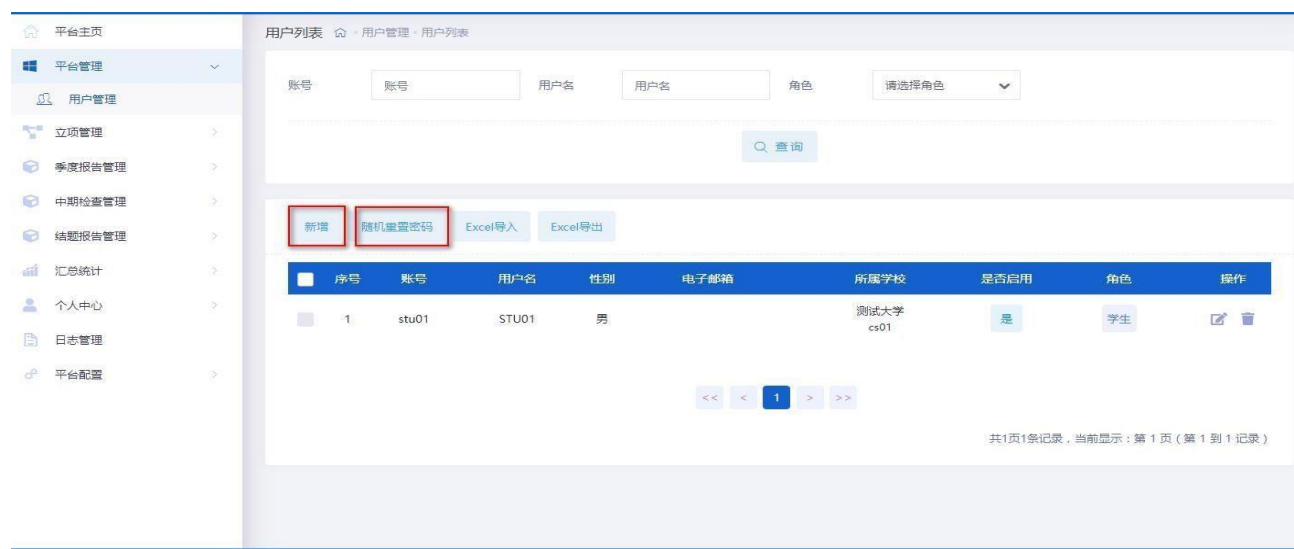 平台主页
平台管理
用户管理
立项管理
季度报告管理
中期检查管理
结题报告管理
汇总统计
个人中心
日志管理
平台配置
用户列表 - 用户管理 - 用户列表
账号 账号 用户名 用户名 角色 请选择角色
查询
新增 随机重置密码 Excel导入 Excel导出
序号 账号 用户名 性别 电子邮箱 所属学校 是否启用 角色 操作
1 stu01 STU01 男 测试大学 是 学生
cs01
<< < 1 > >>
共1页1条记录，当前显示：第 1 页 ( 第 1 到 1 记录 )